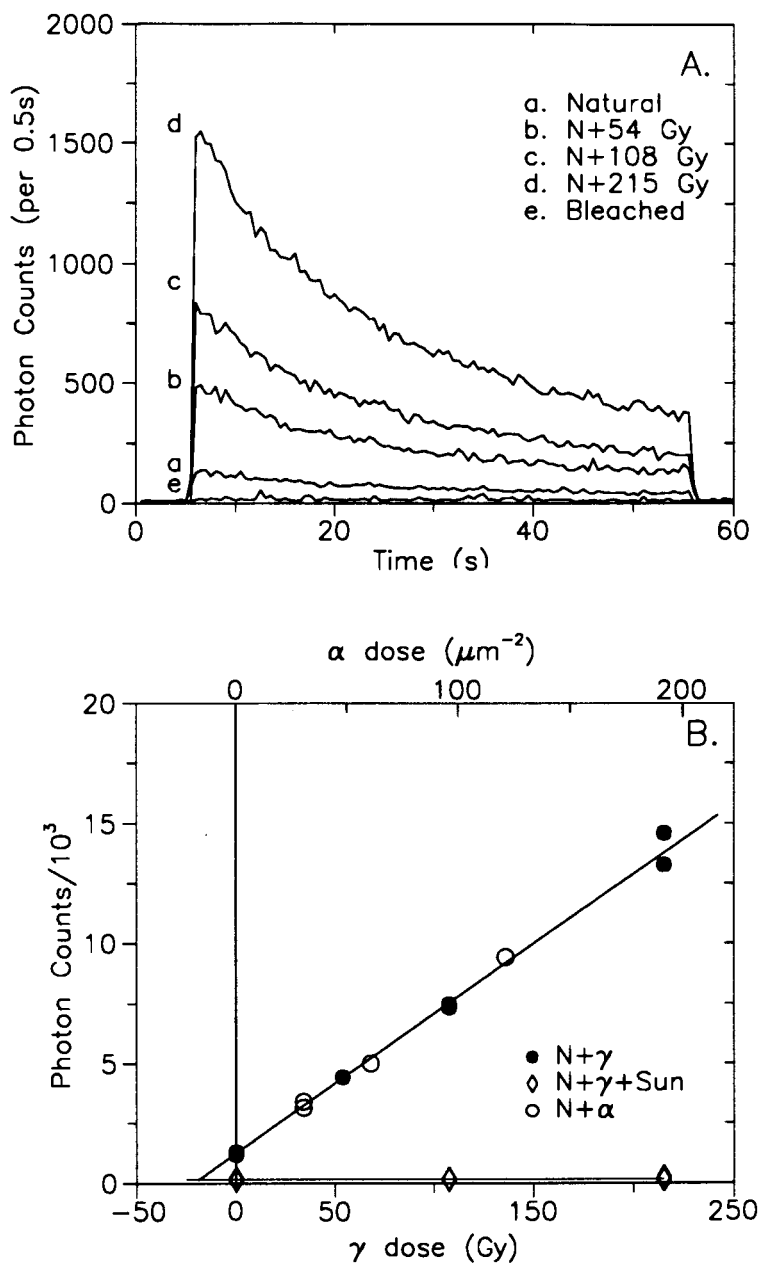 2000
1500
1000
500
0
Photon Counts (per 0.5s)
A.
a. Natural
b. N+54 Gy
c. N+108 Gy
d. N+215 Gy
e. Bleached
d
c
b
a
e
0
20
40
60
Time (s)
α dose (μm⁻²)
0
100
200
20
15
10
5
0
Photon Counts/10³
B.
N+γ
N+γ+Sun
N+α
−50
0
50
100
150
200
250
γ dose (Gy)